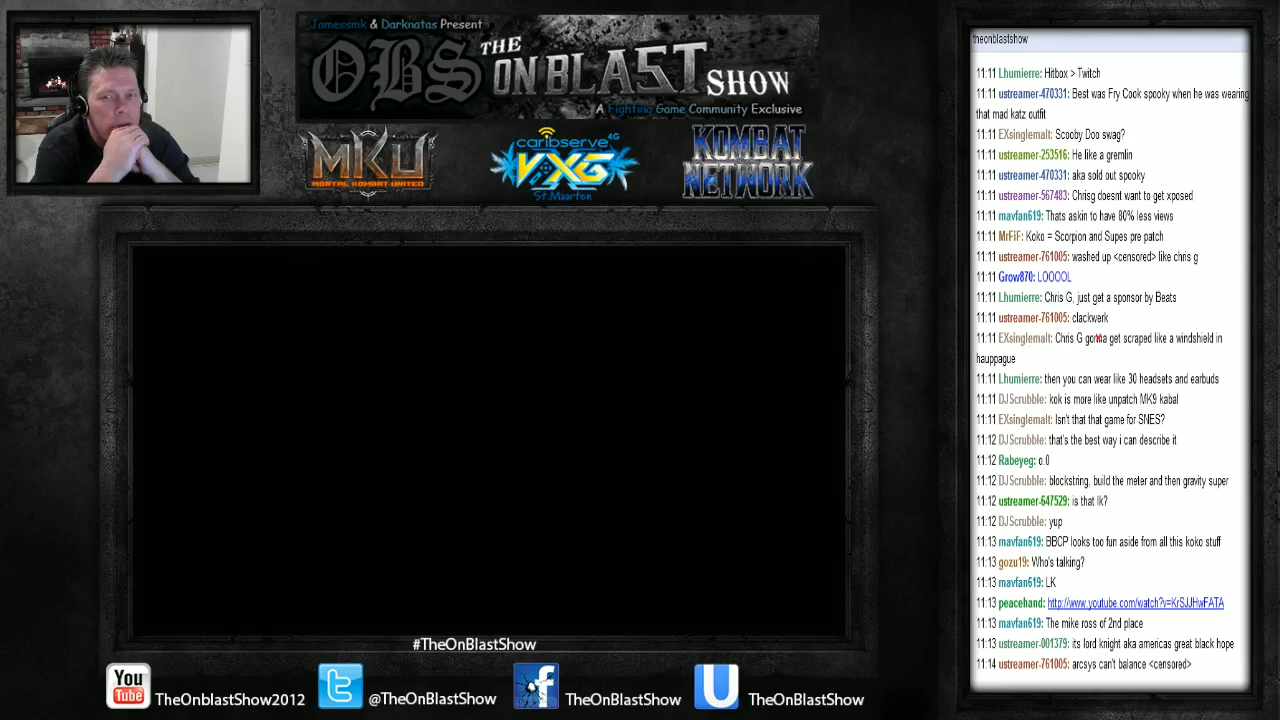 Jamessmk & Darknatas Present
OBS THE ON BLAST SHOW
A Fighting Game Community Exclusive
MKU
MORTAL KOMBAT UNITED
caribserve 4G
VXG
St.Maarten
KOMBAT
NETWORK
theonblastshow
11:11 Lhumierre: Hitbox > Twitch
11:11 ustreamer-470331: Best was Fry Cook spooky when he was wearing
that mad katz outfit
11:11 EXsinglemalt: Scooby Doo swag?
11:11 ustreamer-253516: He like a gremlin
11:11 ustreamer-470331: aka sold out spooky
11:11 ustreamer-567483: Chrisg doesnt want to get xposed
11:11 mavfan619: Thats askin to have 80% less views
11:11 MrFiF: Koko = Scorpion and Supes pre patch
11:11 ustreamer-761005: washed up <censored> like chris g
11:11 Grow870: LOOOOL
11:11 Lhumierre: Chris G, just get a sponsor by Beats
11:11 ustreamer-761005: clackwerk
11:11 EXsinglemalt: Chris G gonna get scraped like a windshield in
hauppague
11:11 Lhumierre: then you can wear like 30 headsets and earbuds
11:11 DJScrubble: kok is more like unpatch MK9 kabal
11:11 EXsinglemalt: Isn't that that game for SNES?
11:12 DJScrubble: that's the best way i can describe it
11:12 Rabeyeg: o.0
11:12 DJScrubble: blockstring, build the meter and then gravity super
11:12 ustreamer-647529: is that lk?
11:12 DJScrubble: yup
11:13 mavfan619: BBCP looks too fun aside from all this koko stuff
11:13 gozu19: Who's talking?
11:13 mavfan619: LK
11:13 peacehand: http://www.youtube.com/watch?v=KrSJJHwFATA
11:13 mavfan619: The mike ross of 2nd place
11:13 ustreamer-001379: its lord knight aka americas great black hope
11:14 ustreamer-761005: arcsys can't balance <censored>
#TheOnBlastShow
You Tube TheOnblastShow2012
@TheOnBlastShow
TheOnBlastShow
U TheOnBlastShow